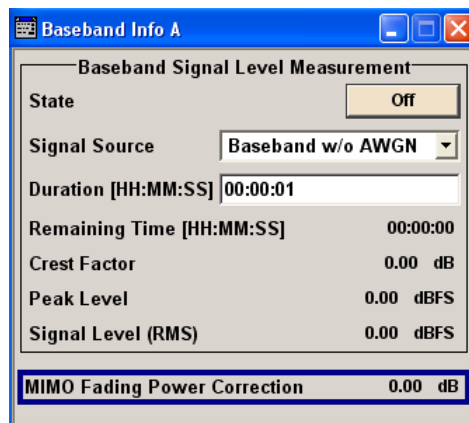 Baseband Info A
Baseband Signal Level Measurement
State Off
Signal Source Baseband w/o AWGN
Duration [HH:MM:SS] 00:00:01
Remaining Time [HH:MM:SS] 00:00:00
Crest Factor 0.00 dB
Peak Level 0.00 dBFS
Signal Level (RMS) 0.00 dBFS
MIMO Fading Power Correction 0.00 dB